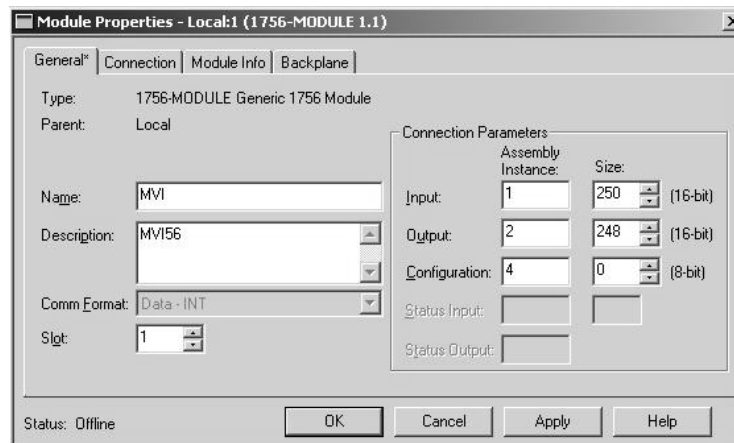 Module Properties - Local:1 (1756-MODULE 1.1)
General* Connection Module Info Backplane
Type: 1756-MODULE Generic 1756 Module
Parent: Local
Connection Parameters
Assembly
Instance: Size:
Name: MVI
Input: 1 250 (16-bit)
Description: MVI56
Output: 2 248 (16-bit)
Configuration: 4 0 (8-bit)
Comm Format: Data - INT
Status Input:
Slot: 1
Status Output:
Status: Offline
OK Cancel Apply Help